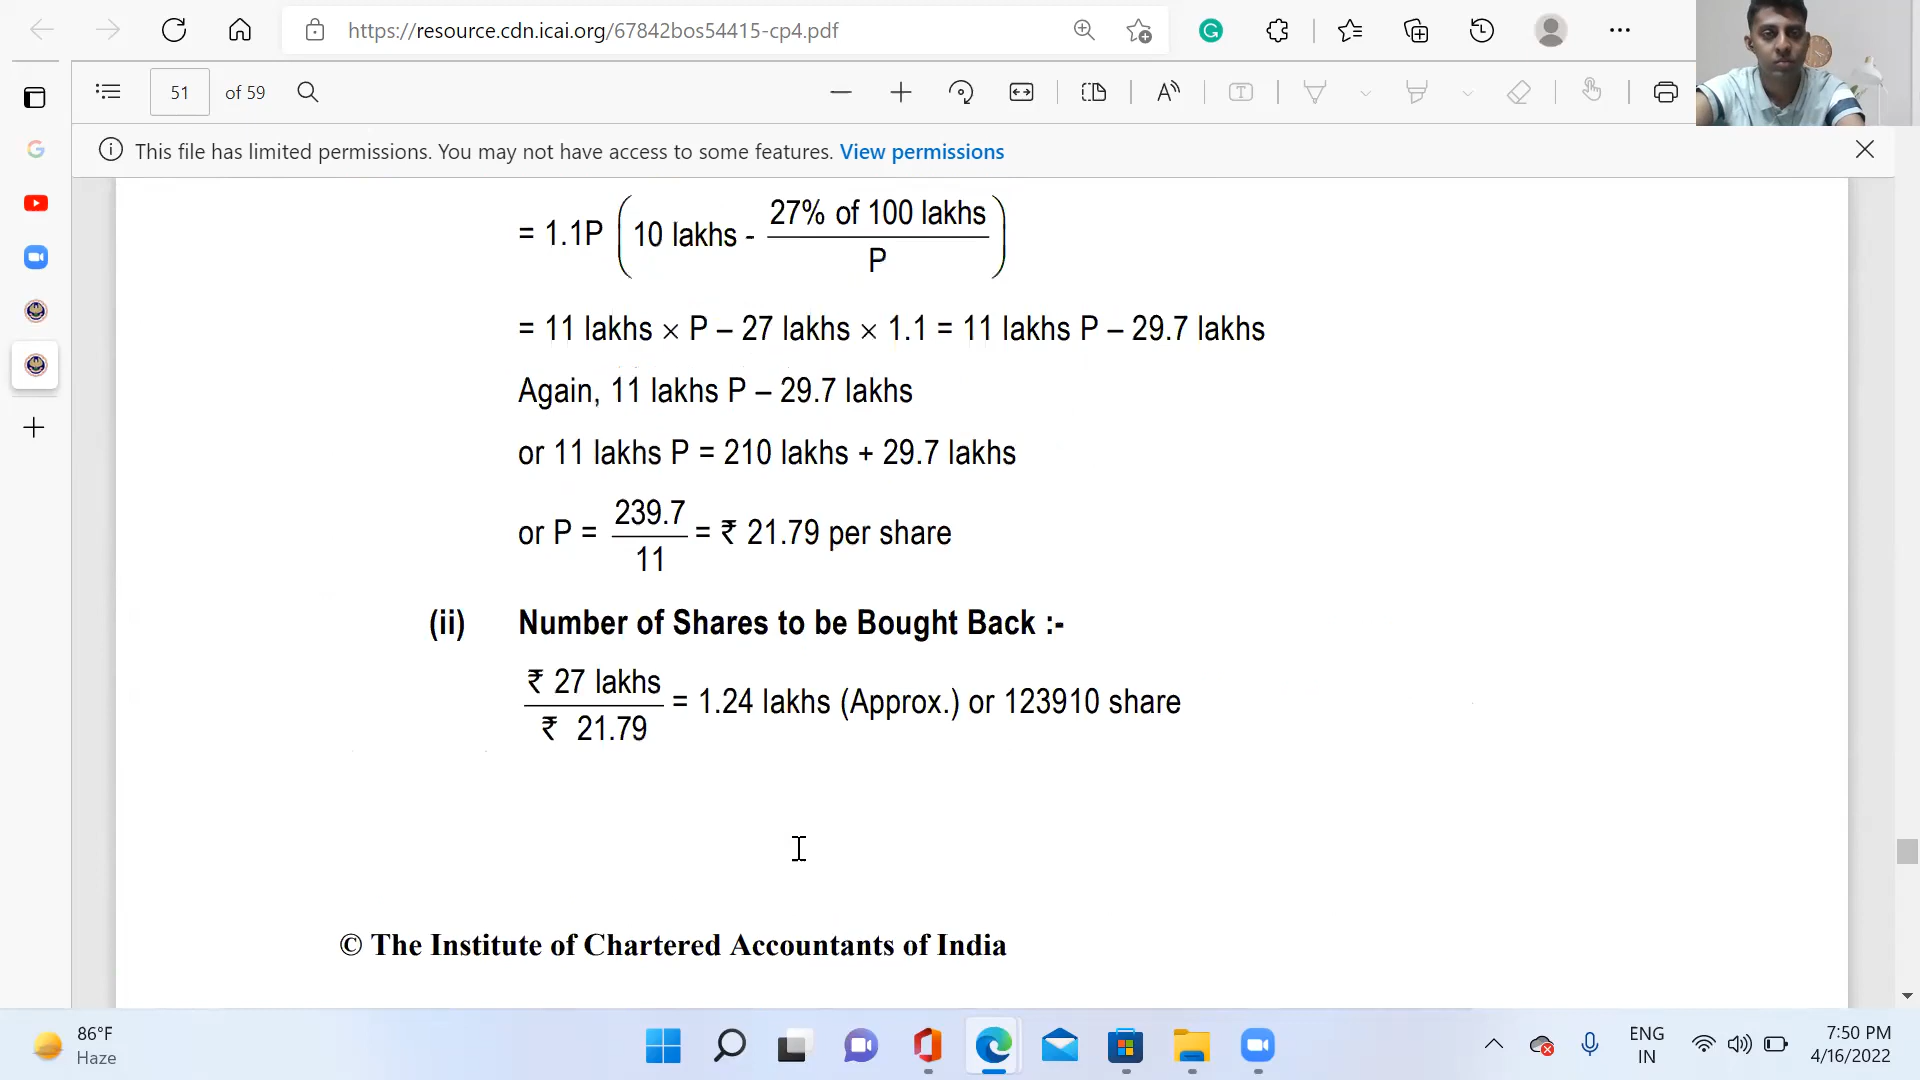 https://resource.cdn.icai.org/67842bos54415-cp4.pdf
51 of 59
This file has limited permissions. You may not have access to some features. View permissions
= 1.1P ( 10 lakhs - 27% of 100 lakhs / P )
= 11 lakhs × P – 27 lakhs × 1.1 = 11 lakhs P – 29.7 lakhs
Again, 11 lakhs P – 29.7 lakhs
or 11 lakhs P = 210 lakhs + 29.7 lakhs
or P = 239.7 / 11 = ₹ 21.79 per share
(ii) Number of Shares to be Bought Back :-
₹ 27 lakhs / ₹ 21.79 = 1.24 lakhs (Approx.) or 123910 share
© The Institute of Chartered Accountants of India
86°F
Haze
ENG
IN
7:50 PM
4/16/2022